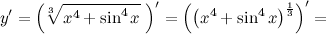 y′ = (∛(x⁴ + sin⁴ x))′ = ((x⁴ + sin⁴ x)^{1/3})′ =